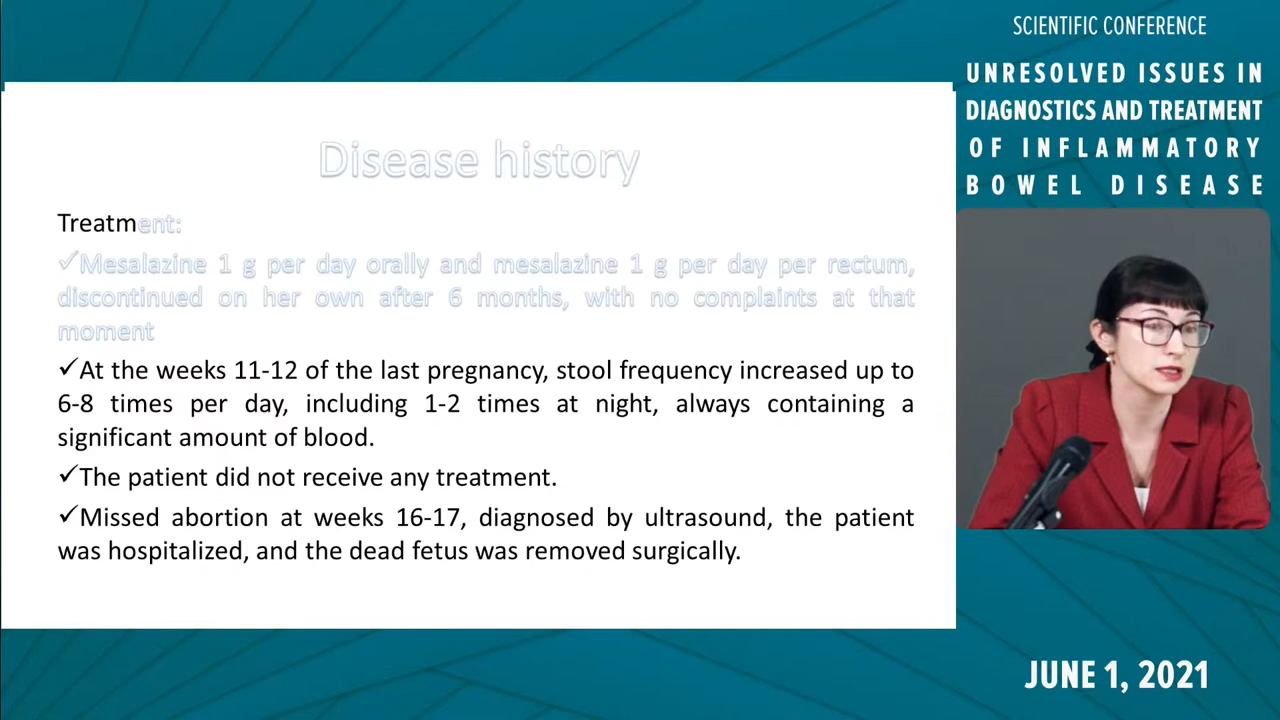 Disease history
Treatment:
✓Mesalazine 1 g per day orally and mesalazine 1 g per day per rectum,
discontinued on her own after 6 months, with no complaints at that
moment
✓At the weeks 11-12 of the last pregnancy, stool frequency increased up to
6-8 times per day, including 1-2 times at night, always containing a
significant amount of blood.
✓The patient did not receive any treatment.
✓Missed abortion at weeks 16-17, diagnosed by ultrasound, the patient
was hospitalized, and the dead fetus was removed surgically.
SCIENTIFIC CONFERENCE
UNRESOLVED ISSUES IN
DIAGNOSTICS AND TREATMENT
OF INFLAMMATORY
BOWEL DISEASE
JUNE 1, 2021